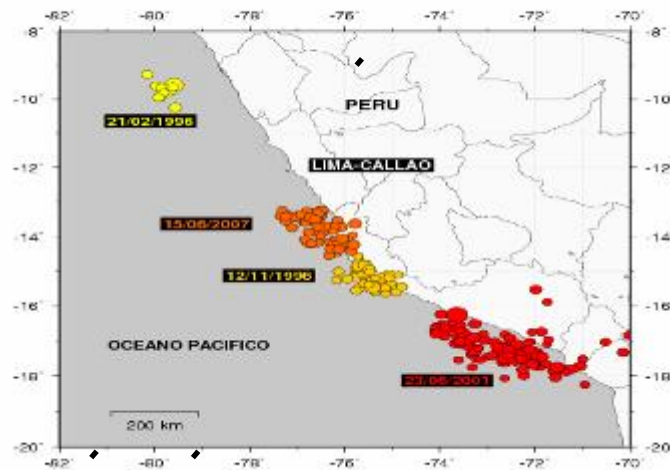 -82 -80 -78 -76 -74 -72 -70
-8 -8
-10 -10
PERU
21/02/1996
-12 -12
LIMA-CALLAO
15/08/2007
-14 -14
12/11/1996
-16 -16
OCEANO PACIFICO
-18 -18
23/06/2001
200 km
-20 -20
-82 -80 -78 -76 -74 -72 -70